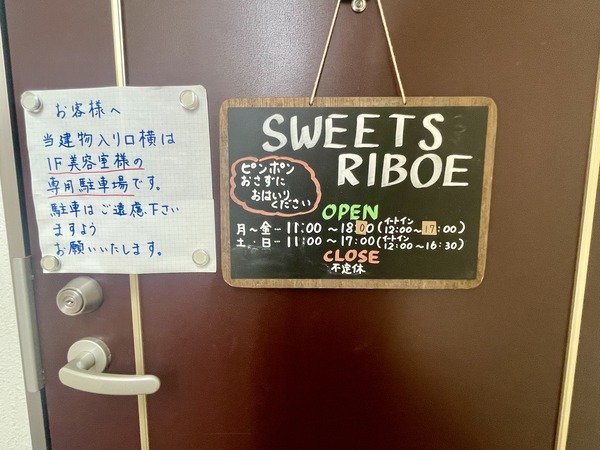 お客様へ
当建物入り口横は
1F美容室様の
専用駐車場です。
駐車はご遠慮下さい
ますよう
お願いいたします。
SWEETS
RIBOE
ピンポン
おさずに
おはいり
ください
OPEN
月～金… 11:00 ～18:00 (イートイン 12:00～17:00)
土・日… 11:00 ～17:00 (イートイン 12:00～16:30)
CLOSE
不定休